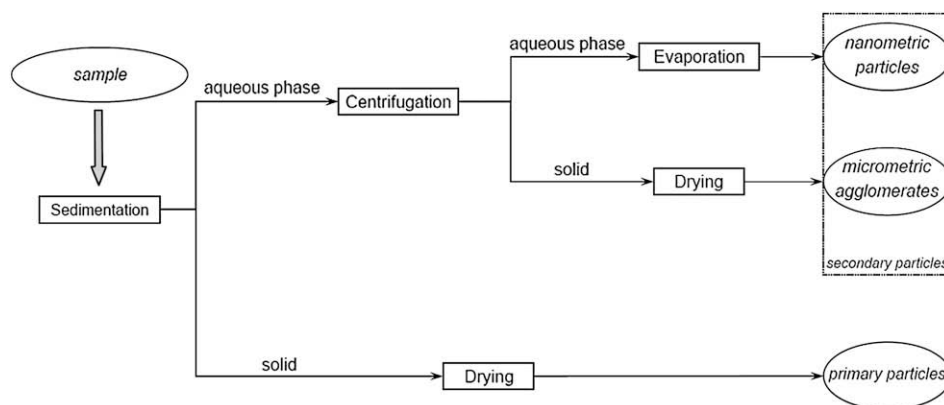 sample
Sedimentation
aqueous phase
Centrifugation
aqueous phase
Evaporation
nanometric
particles
solid
Drying
micrometric
agglomerates
secondary particles
solid
Drying
primary particles